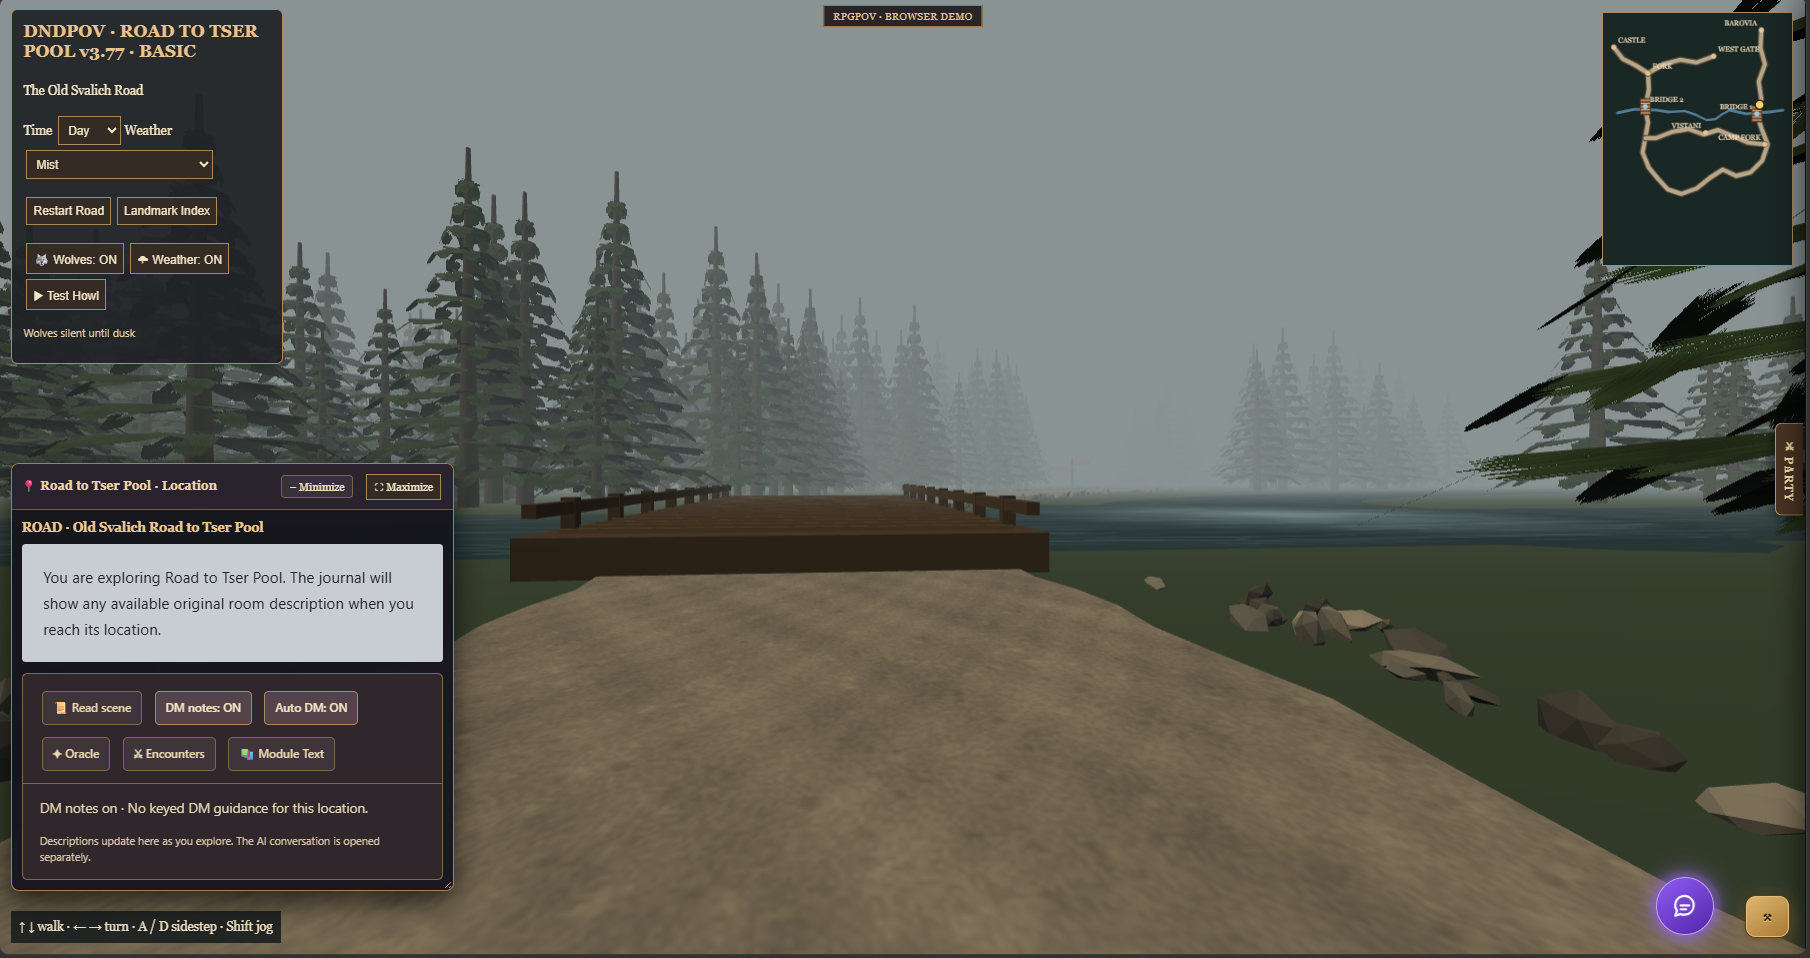 DNDPOV · ROAD TO TSER
POOL v3.77 · BASIC
The Old Svalich Road
Time Day Weather
Mist
Restart Road Landmark Index
🐺 Wolves: ON 🌩 Weather: ON
▶ Test Howl
Wolves silent until dusk
RPGPOV · BROWSER DEMO
BAROVIA
CASTLE
WEST GATE
FORK
BRIDGE 2
BRIDGE 1
VISTANI
CAMP FORK
⚔ PARTY
📍 Road to Tser Pool · Location – Minimize ⛶ Maximize
ROAD · Old Svalich Road to Tser Pool
You are exploring Road to Tser Pool. The journal will
show any available original room description when you
reach its location.
📜 Read scene DM notes: ON Auto DM: ON
✦ Oracle ⚔ Encounters 📚 Module Text
DM notes on · No keyed DM guidance for this location.
Descriptions update here as you explore. The AI conversation is opened
separately.
↑ ↓ walk · ← → turn · A / D sidestep · Shift jog